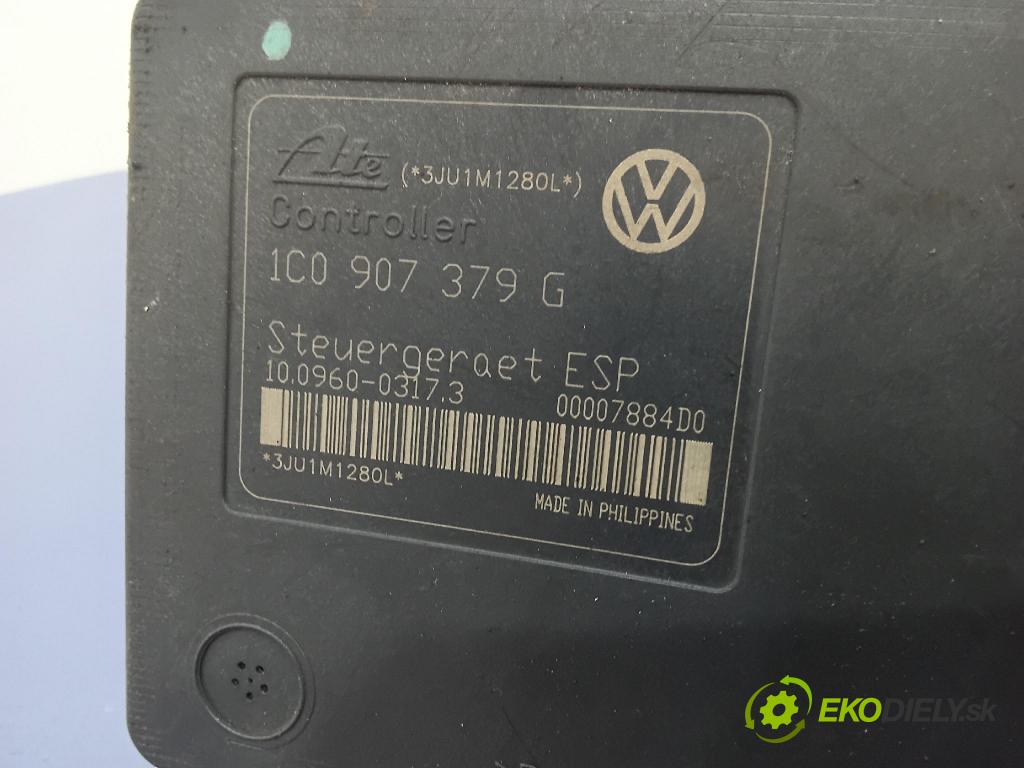 Ate (*3JU1M1280L*)
Controller
1C0 907 379 G
Steuergeraet ESP
10.0960-0317.3 00007884D0
*3JU1M1280L*
MADE IN PHILIPPINES
EKODIELY.sk